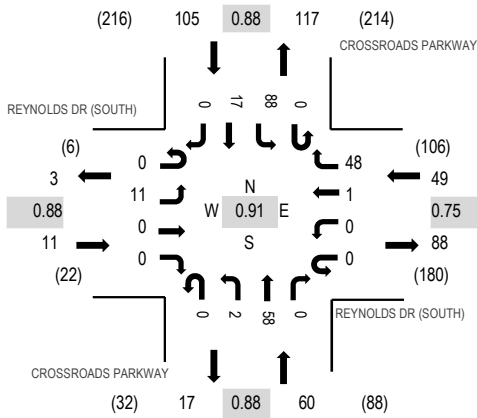 (216) 105 0.88 117 (214)
CROSSROADS PARKWAY
0 17 88 0
REYNOLDS DR (SOUTH)
(6) (106)
0 48
3 49
11 1
N
0.88 W 0.91 E 0.75
0 0
S
11 88
0 0
(22) (180)
0 2 58 0
REYNOLDS DR (SOUTH)
CROSSROADS PARKWAY
(32) 17 0.88 60 (88)